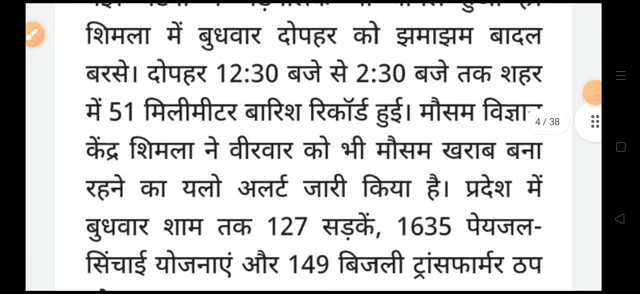 शिमला में बुधवार दोपहर को झमाझम बादल
बरसे। दोपहर 12:30 बजे से 2:30 बजे तक शहर
में 51 मिलीमीटर बारिश रिकॉर्ड हुई। मौसम विज्ञान
4 / 38
केंद्र शिमला ने वीरवार को भी मौसम खराब बना
रहने का यलो अलर्ट जारी किया है। प्रदेश में
बुधवार शाम तक 127 सड़कें, 1635 पेयजल-
सिंचाई योजनाएं और 149 बिजली ट्रांसफार्मर ठप